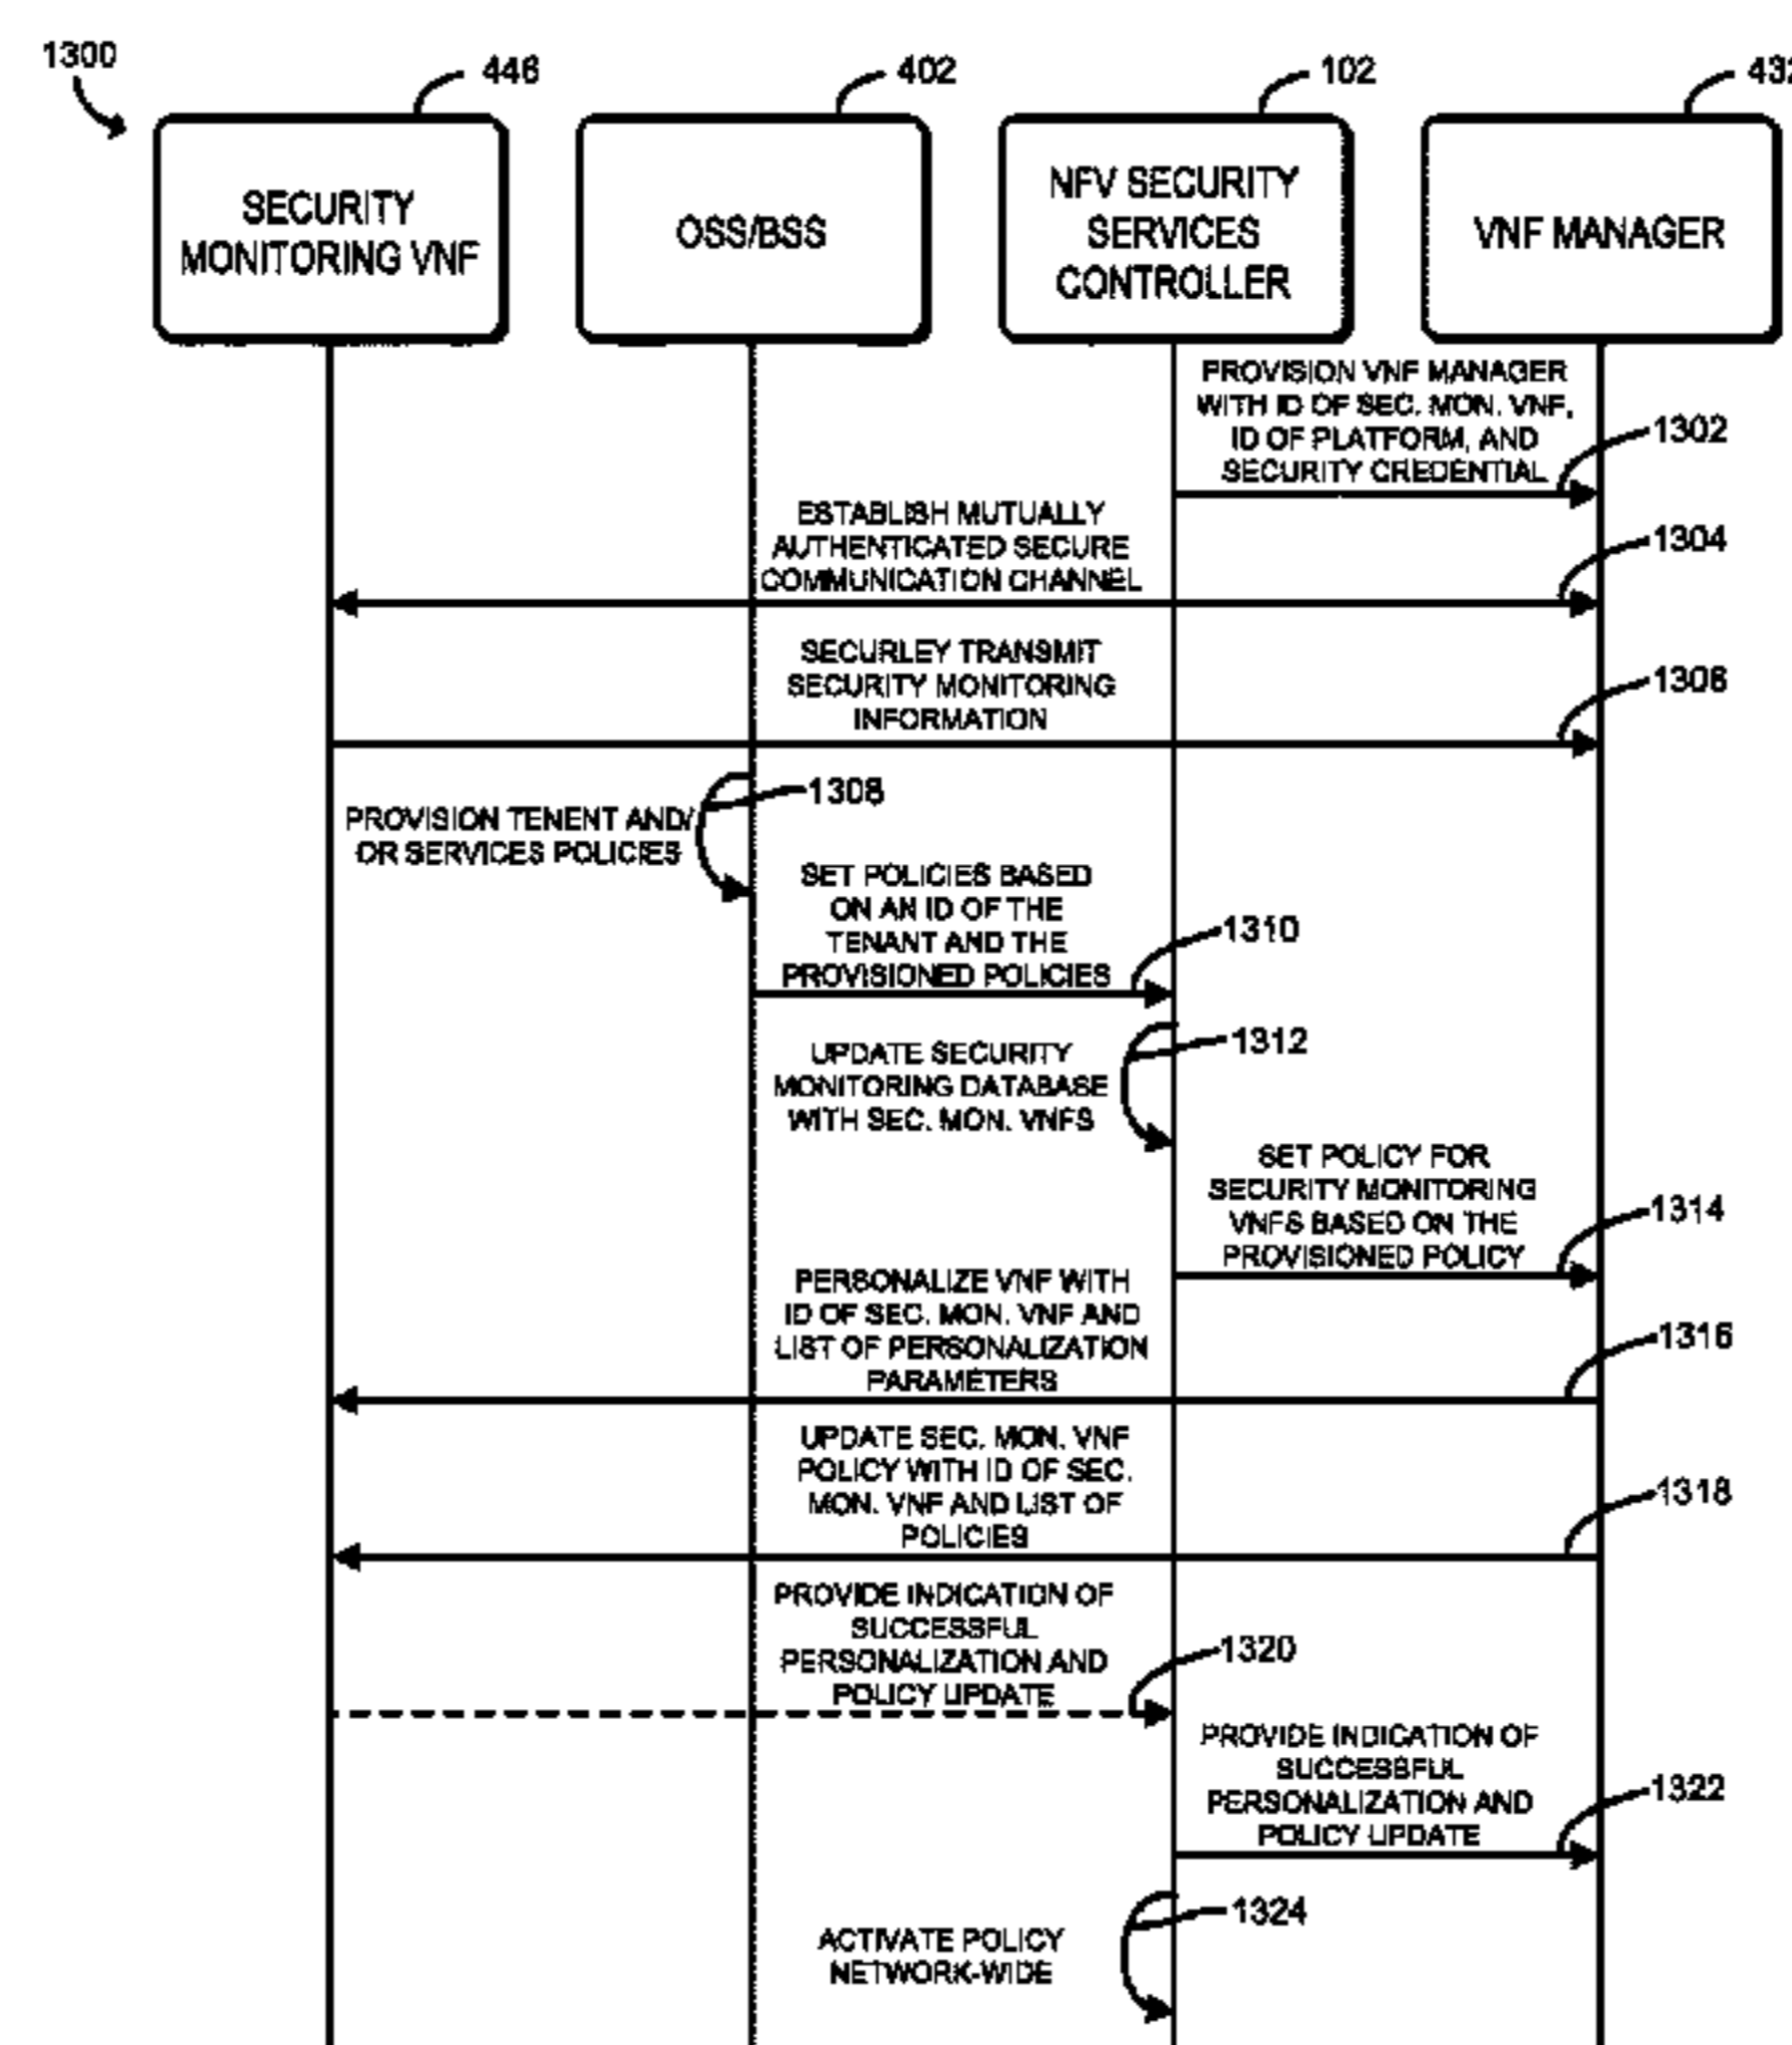 1300
446
402
102
432
SECURITY
MONITORING VNF
OSS/BSS
NFV SECURITY
SERVICES
CONTROLLER
VNF MANAGER
PROVISION VNF MANAGER
WITH ID OF SEC. MON. VNF,
ID OF PLATFORM, AND
SECURITY CREDENTIAL
1302
ESTABLISH MUTUALLY
AUTHENTICATED SECURE
COMMUNICATION CHANNEL
1304
SECURLEY TRANSMIT
SECURITY MONITORING
INFORMATION
1306
PROVISION TENENT AND/
OR SERVICES POLICIES
1308
SET POLICIES BASED
ON AN ID OF THE
TENANT AND THE
PROVISIONED POLICIES
1310
UPDATE SECURITY
MONITORING DATABASE
WITH SEC. MON. VNFS
1312
SET POLICY FOR
SECURITY MONITORING
VNFS BASED ON THE
PROVISIONED POLICY
1314
PERSONALIZE VNF WITH
ID OF SEC. MON. VNF AND
LIST OF PERSONALIZATION
PARAMETERS
1316
UPDATE SEC. MON. VNF
POLICY WITH ID OF SEC.
MON. VNF AND LIST OF
POLICIES
1318
PROVIDE INDICATION OF
SUCCESSFUL
PERSONALIZATION AND
POLICY UPDATE
1320
PROVIDE INDICATION OF
SUCCESSFUL
PERSONALIZATION AND
POLICY UPDATE
1322
ACTIVATE POLICY
NETWORK-WIDE
1324